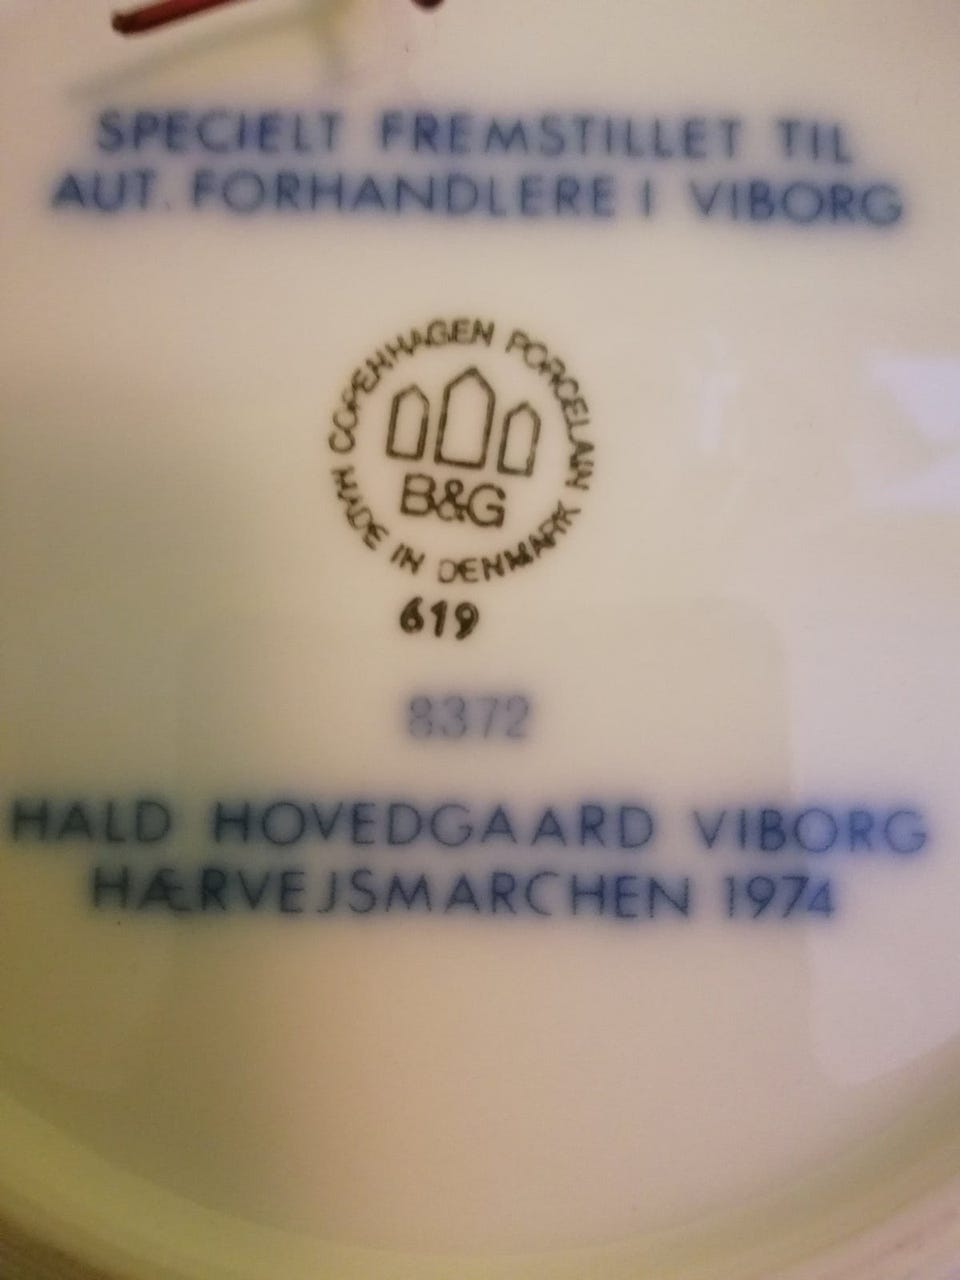 SPECIELT FREMSTILLET TIL
AUT. FORHANDLERE I VIBORG
COPENHAGEN PORCELAIN
B&G
MADE IN DENMARK
619
8372
HALD HOVEDGAARD VIBORG
HÆRVEJSMARCHEN 1974